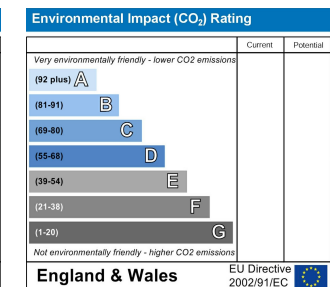 Environmental Impact (CO₂) Rating
Current Potential
Very environmentally friendly - lower CO2 emissions
(92 plus) A
(81-91) B
(69-80) C
(55-68) D
(39-54) E
(21-38) F
(1-20) G
Not environmentally friendly - higher CO2 emissions
England & Wales
EU Directive
2002/91/EC